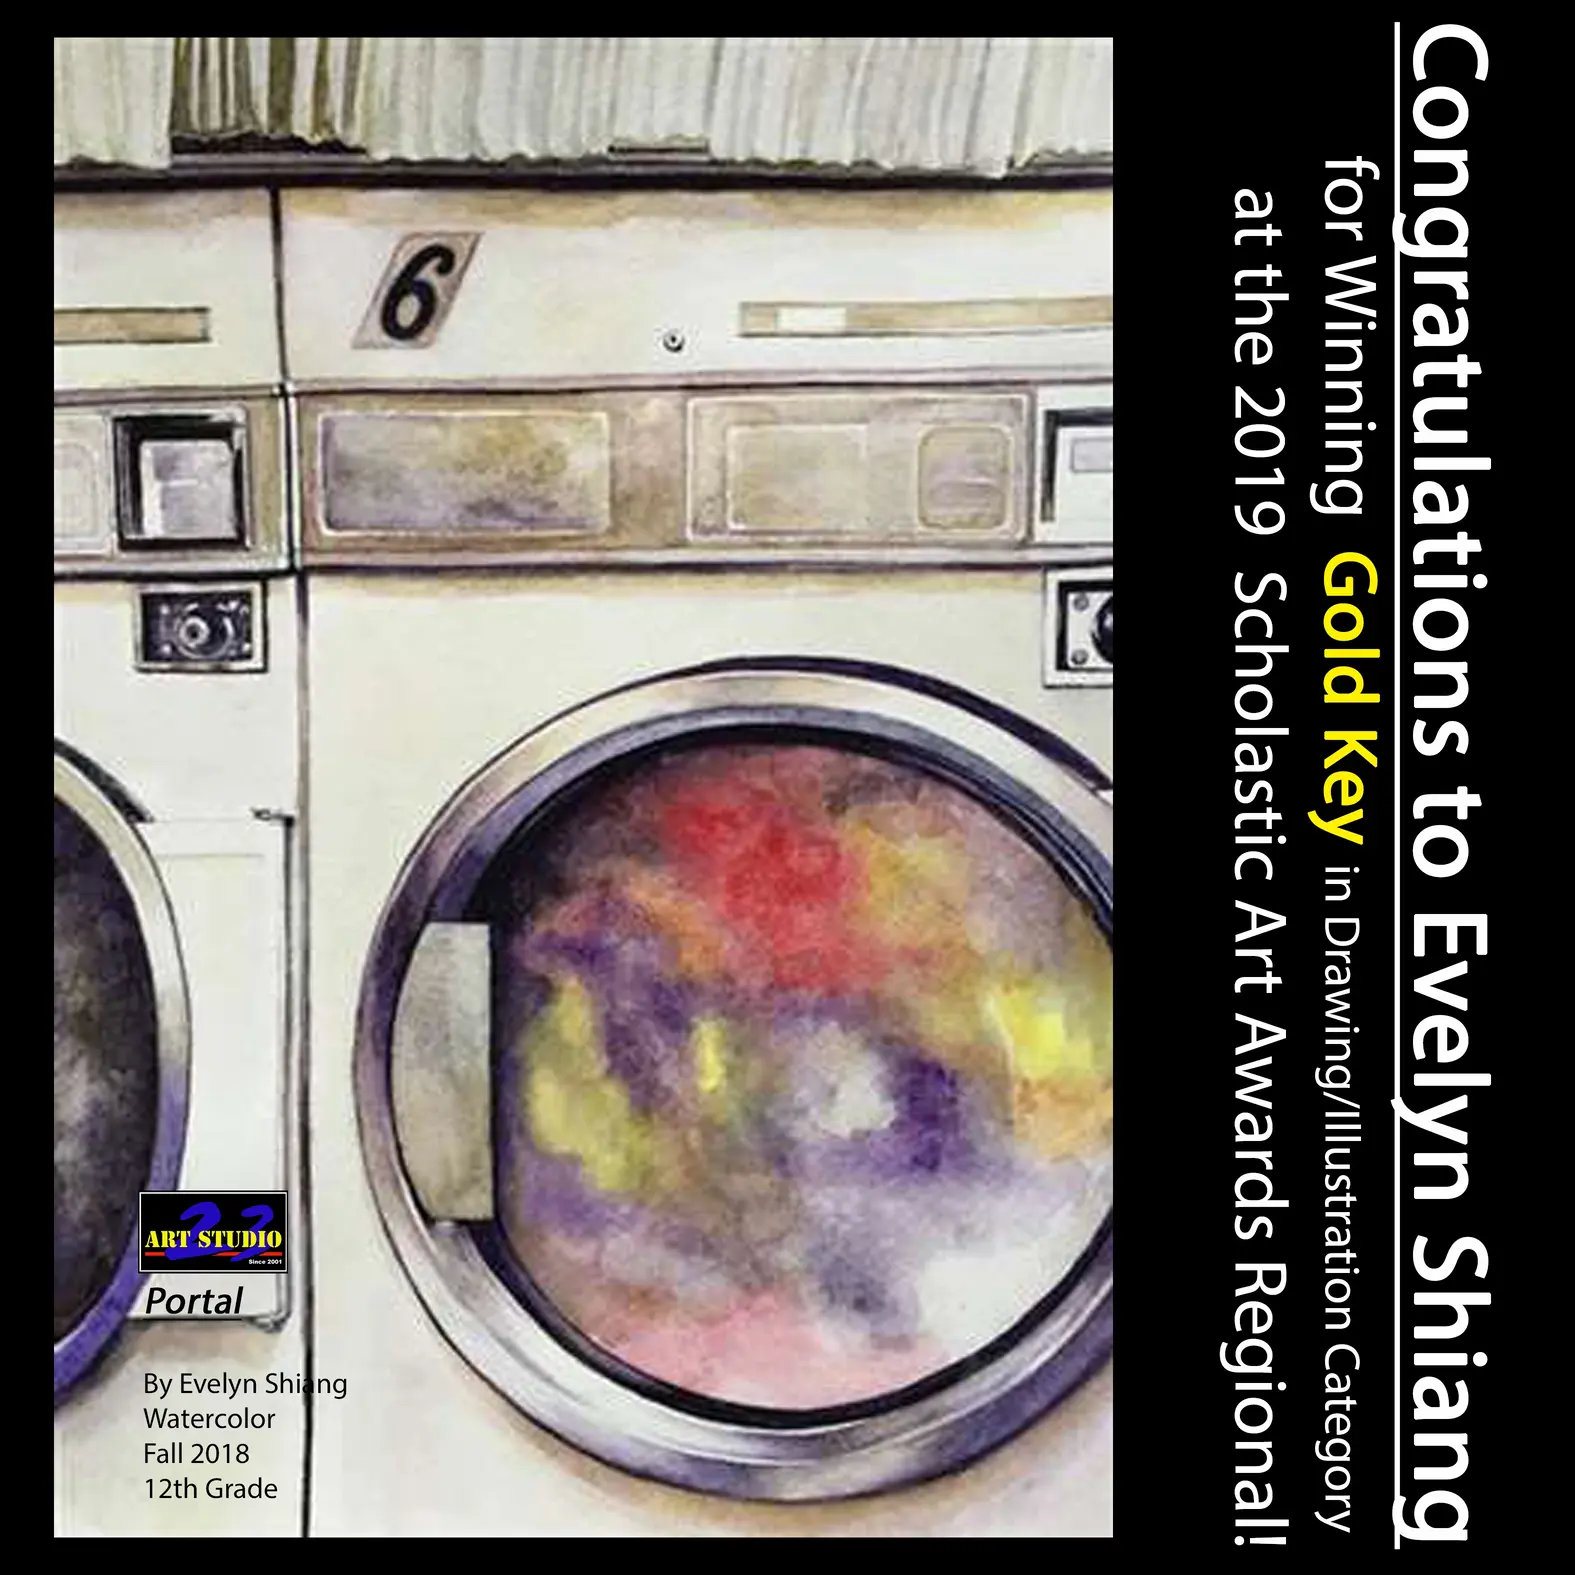 Congratulations to Evelyn Shiang
for Winning Gold Key in Drawing/Illustration Category
at the 2019 Scholastic Art Awards Regional!
6
23
ART STUDIO
Since 2001
Portal
By Evelyn Shiang
Watercolor
Fall 2018
12th Grade